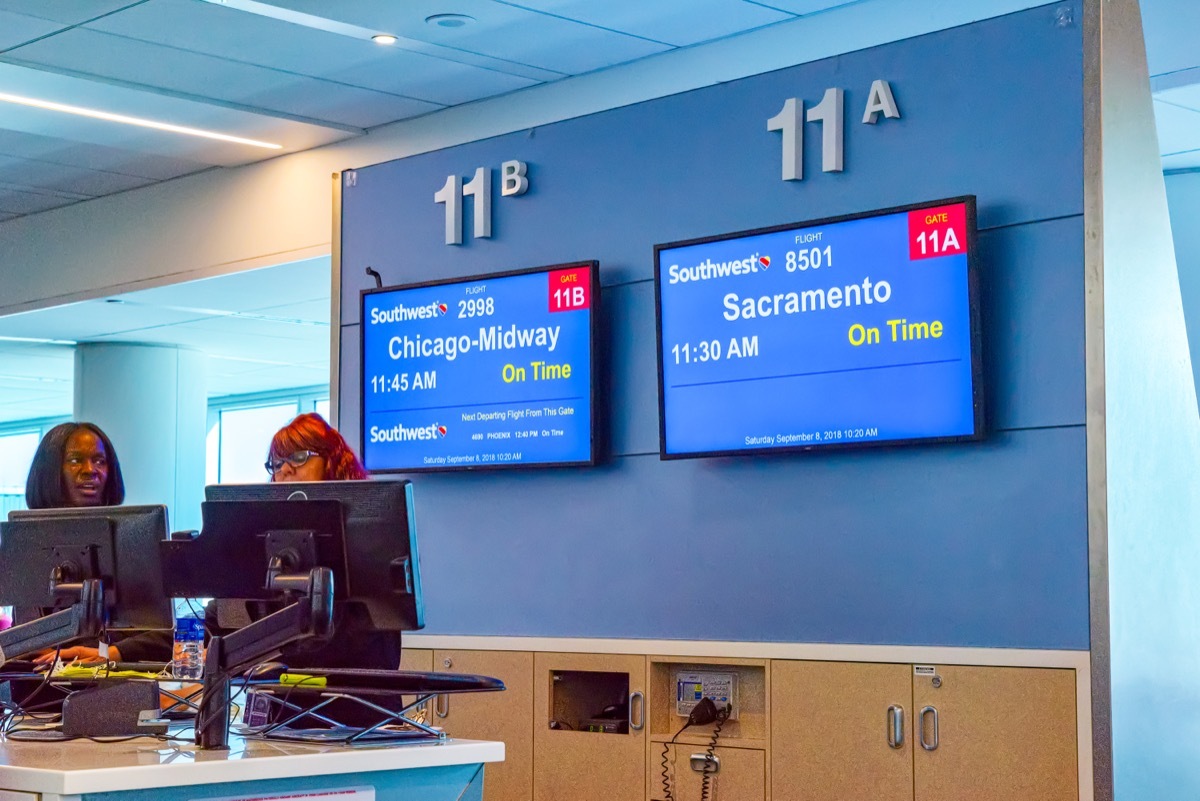 11 B
11 A
Southwest
FLIGHT
2998
GATE
11B
Chicago-Midway
11:45 AM
On Time
Next Departing Flight From This Gate
Southwest
4690 PHOENIX 12:40 PM On Time
Saturday September 8, 2018 10:20 AM
Southwest
FLIGHT
8501
GATE
11A
Sacramento
11:30 AM
On Time
Saturday September 8, 2018 10:20 AM